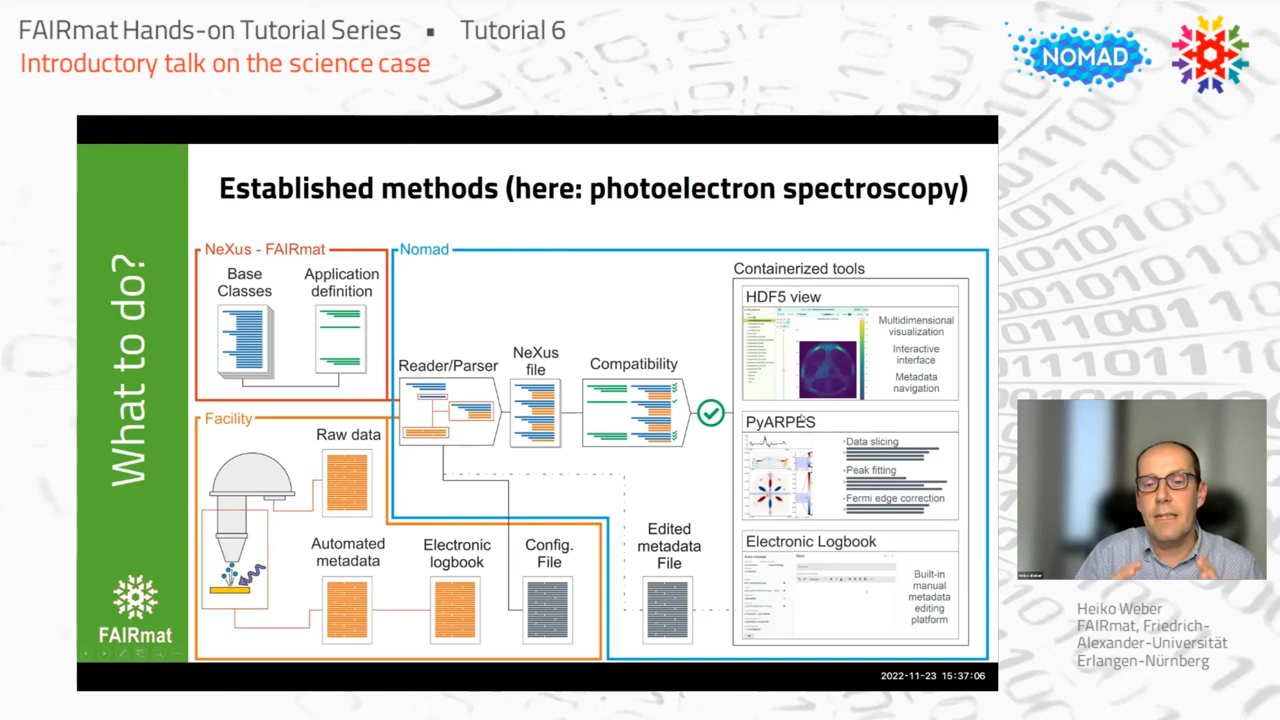 FAIRmat Hands-on Tutorial Series ▪ Tutorial 6
Introductory talk on the science case
NOMAD
What to do?
FAIRmat
Established methods (here: photoelectron spectroscopy)
NeXus - FAIRmat
Base
Classes
Application
definition
Nomad
Reader/Parser
NeXus
file
Compatibility
Containerized tools
HDF5 view
Multidimensional
visualization
Interactive
interface
Metadata
navigation
PyARPES
Data slicing
Peak fitting
Fermi edge correction
Electronic Logbook
Built-in
manual
metadata
editing
platform
Facility
Raw data
Automated
metadata
Electronic
logbook
Config.
File
Edited
metadata
File
2022-11-23 15:37:06
Heiko Weber
Heiko Weber
FAIRmat, Friedrich-
Alexander-Universität
Erlangen-Nürnberg